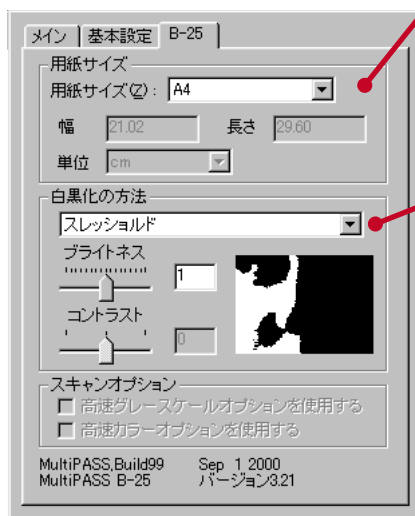 メイン 基本設定 B-25
用紙サイズ
用紙サイズ(Z): A4
幅 21.02 長さ 29.60
単位 cm
白黒化の方法
スレッショルド
ブライトネス
1
コントラスト
0
スキャンオプション
高速グレースケールオプションを使用する
高速カラーオプションを使用する
MultiPASS,Build99 Sep 1 2000
MultiPASS B-25 バージョン3.21